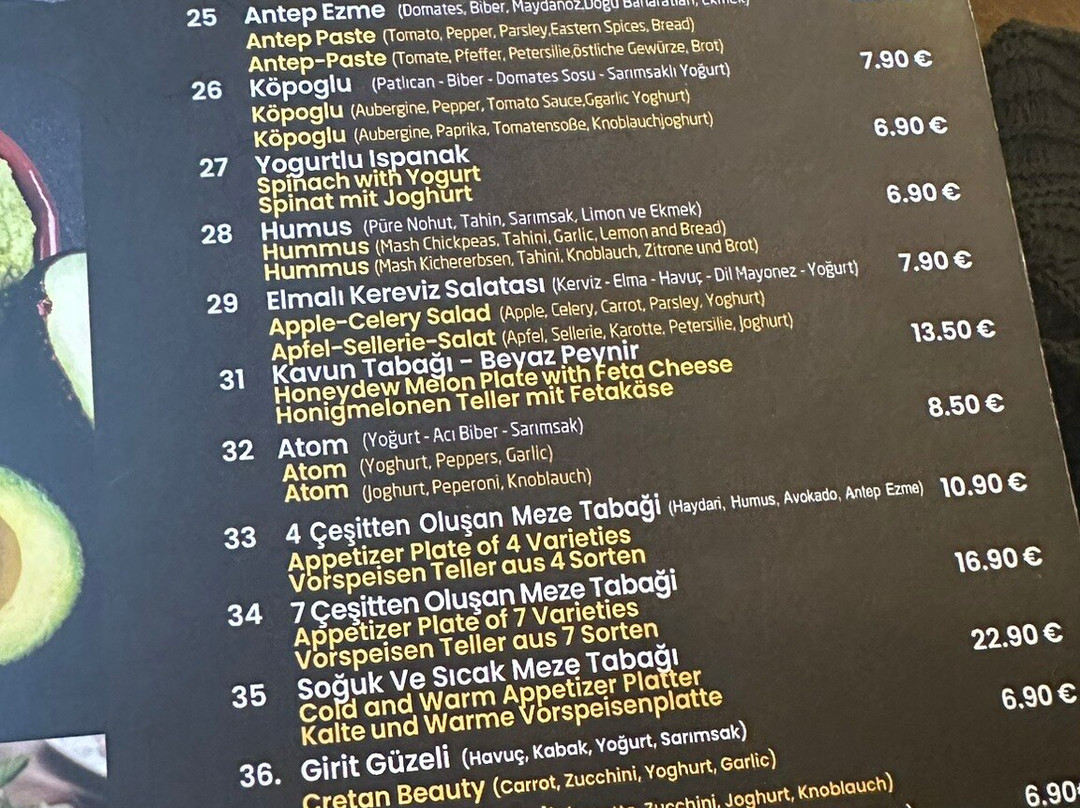 25 Antep Ezme (Domates, Biber, Maydanoz,Doğu Baharatları, Ekmek)
Antep Paste (Tomato, Pepper, Parsley,Eastern Spices, Bread)
Antep-Paste (Tomate, Pfeffer, Petersilie,östliche Gewürze, Brot)
26 Köpoglu (Patlıcan - Biber - Domates Sosu - Sarımsaklı Yoğurt) 7.90 €
Köpoglu (Aubergine, Pepper, Tomato Sauce,Ggarlic Yoghurt)
Köpoglu (Aubergine, Paprika, Tomatensoße, Knoblauchjoghurt)
27 Yogurtlu Ispanak 6.90 €
Spinach with Yogurt
Spinat mit Joghurt
28 Humus (Püre Nohut, Tahin, Sarımsak, Limon ve Ekmek) 6.90 €
Hummus (Mash Chickpeas, Tahini, Garlic, Lemon and Bread)
Hummus (Mash Kichererbsen, Tahini, Knoblauch, Zitrone und Brot)
29 Elmalı Kereviz Salatası (Kerviz - Elma - Havuç - Dil Mayonez - Yoğurt) 7.90 €
Apple-Celery Salad (Apple, Celery, Carrot, Parsley, Yoghurt)
Apfel-Sellerie-Salat (Apfel, Sellerie, Karotte, Petersilie, Joghurt)
31 Kavun Tabağı - Beyaz Peynir 13.50 €
Honeydew Melon Plate with Feta Cheese
Honigmelonen Teller mit Fetakäse
32 Atom (Yoğurt - Acı Biber - Sarımsak) 8.50 €
Atom (Yoghurt, Peppers, Garlic)
Atom (Joghurt, Peperoni, Knoblauch)
33 4 Çeşitten Oluşan Meze Tabaği (Haydari, Humus, Avokado, Antep Ezme) 10.90 €
Appetizer Plate of 4 Varieties
Vorspeisen Teller aus 4 Sorten
34 7 Çeşitten Oluşan Meze Tabaği 16.90 €
Appetizer Plate of 7 Varieties
Vorspeisen Teller aus 7 Sorten
35 Soğuk Ve Sıcak Meze Tabağı 22.90 €
Cold and Warm Appetizer Platter
Kalte und Warme Vorspeisenplatte
36. Girit Güzeli (Havuç, Kabak, Yoğurt, Sarımsak) 6.90 €
Cretan Beauty (Carrot, Zucchini, Yoghurt, Garlic)
Zucchini, Joghurt, Knoblauch)
6.90